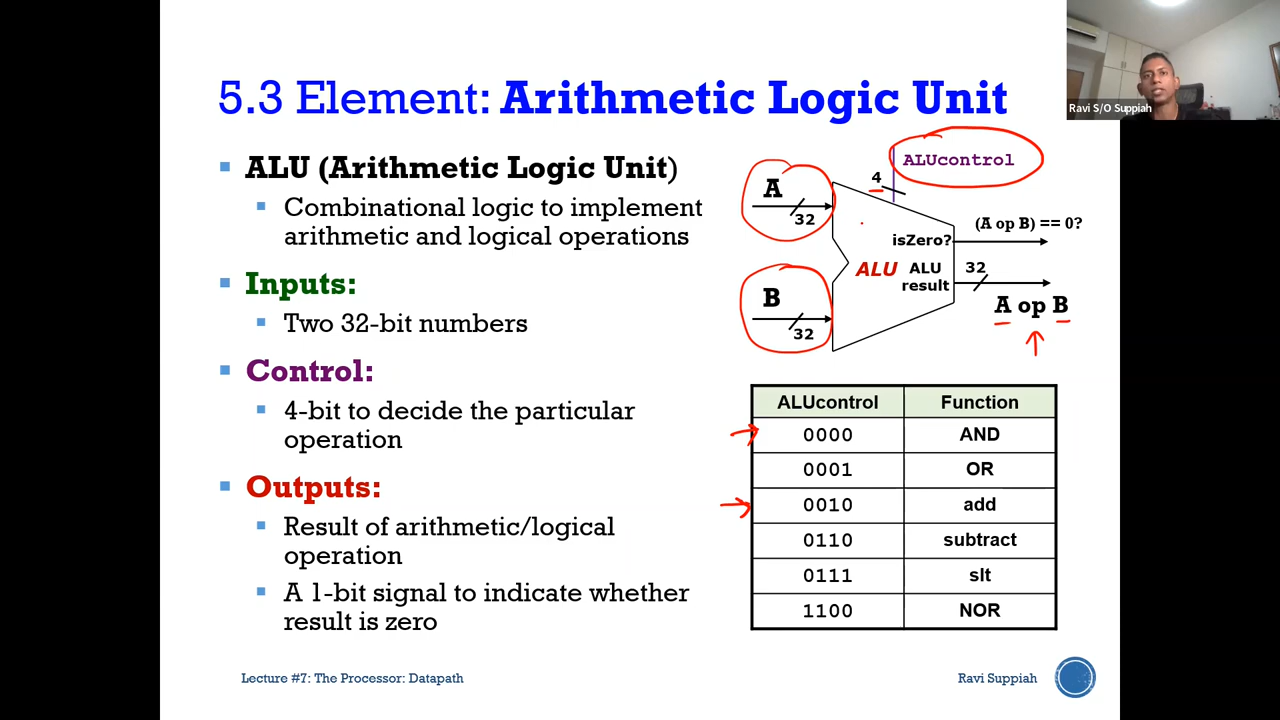 5.3 Element: Arithmetic Logic Unit
Ravi S/O Suppiah
ALU (Arithmetic Logic Unit)
Combinational logic to implement
arithmetic and logical operations
Inputs:
Two 32-bit numbers
Control:
4-bit to decide the particular
operation
Outputs:
Result of arithmetic/logical
operation
A 1-bit signal to indicate whether
result is zero
ALUcontrol
4
A
32
B
32
ALU
isZero?
(A op B) == 0?
ALU
result
32
A op B
ALUcontrol Function
0000 AND
0001 OR
0010 add
0110 subtract
0111 slt
1100 NOR
Lecture #7: The Processor: Datapath
Ravi Suppiah